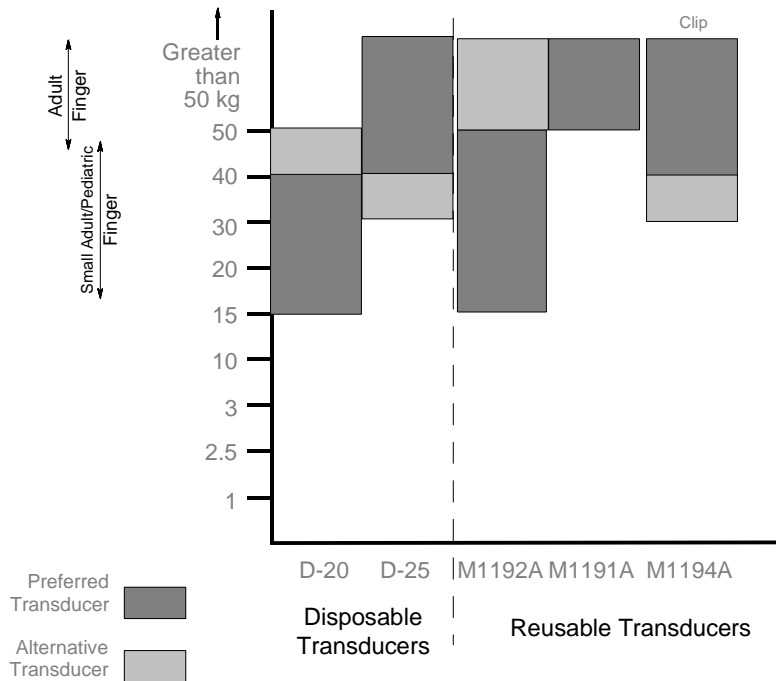 Clip
Greater
than
50 kg
50
40
30
20
15
10
3
2.5
1
Adult
Finger
Small Adult/Pediatric
Finger
D-20
D-25
M1192A
M1191A
M1194A
Disposable
Transducers
Reusable Transducers
Preferred
Transducer
Alternative
Transducer